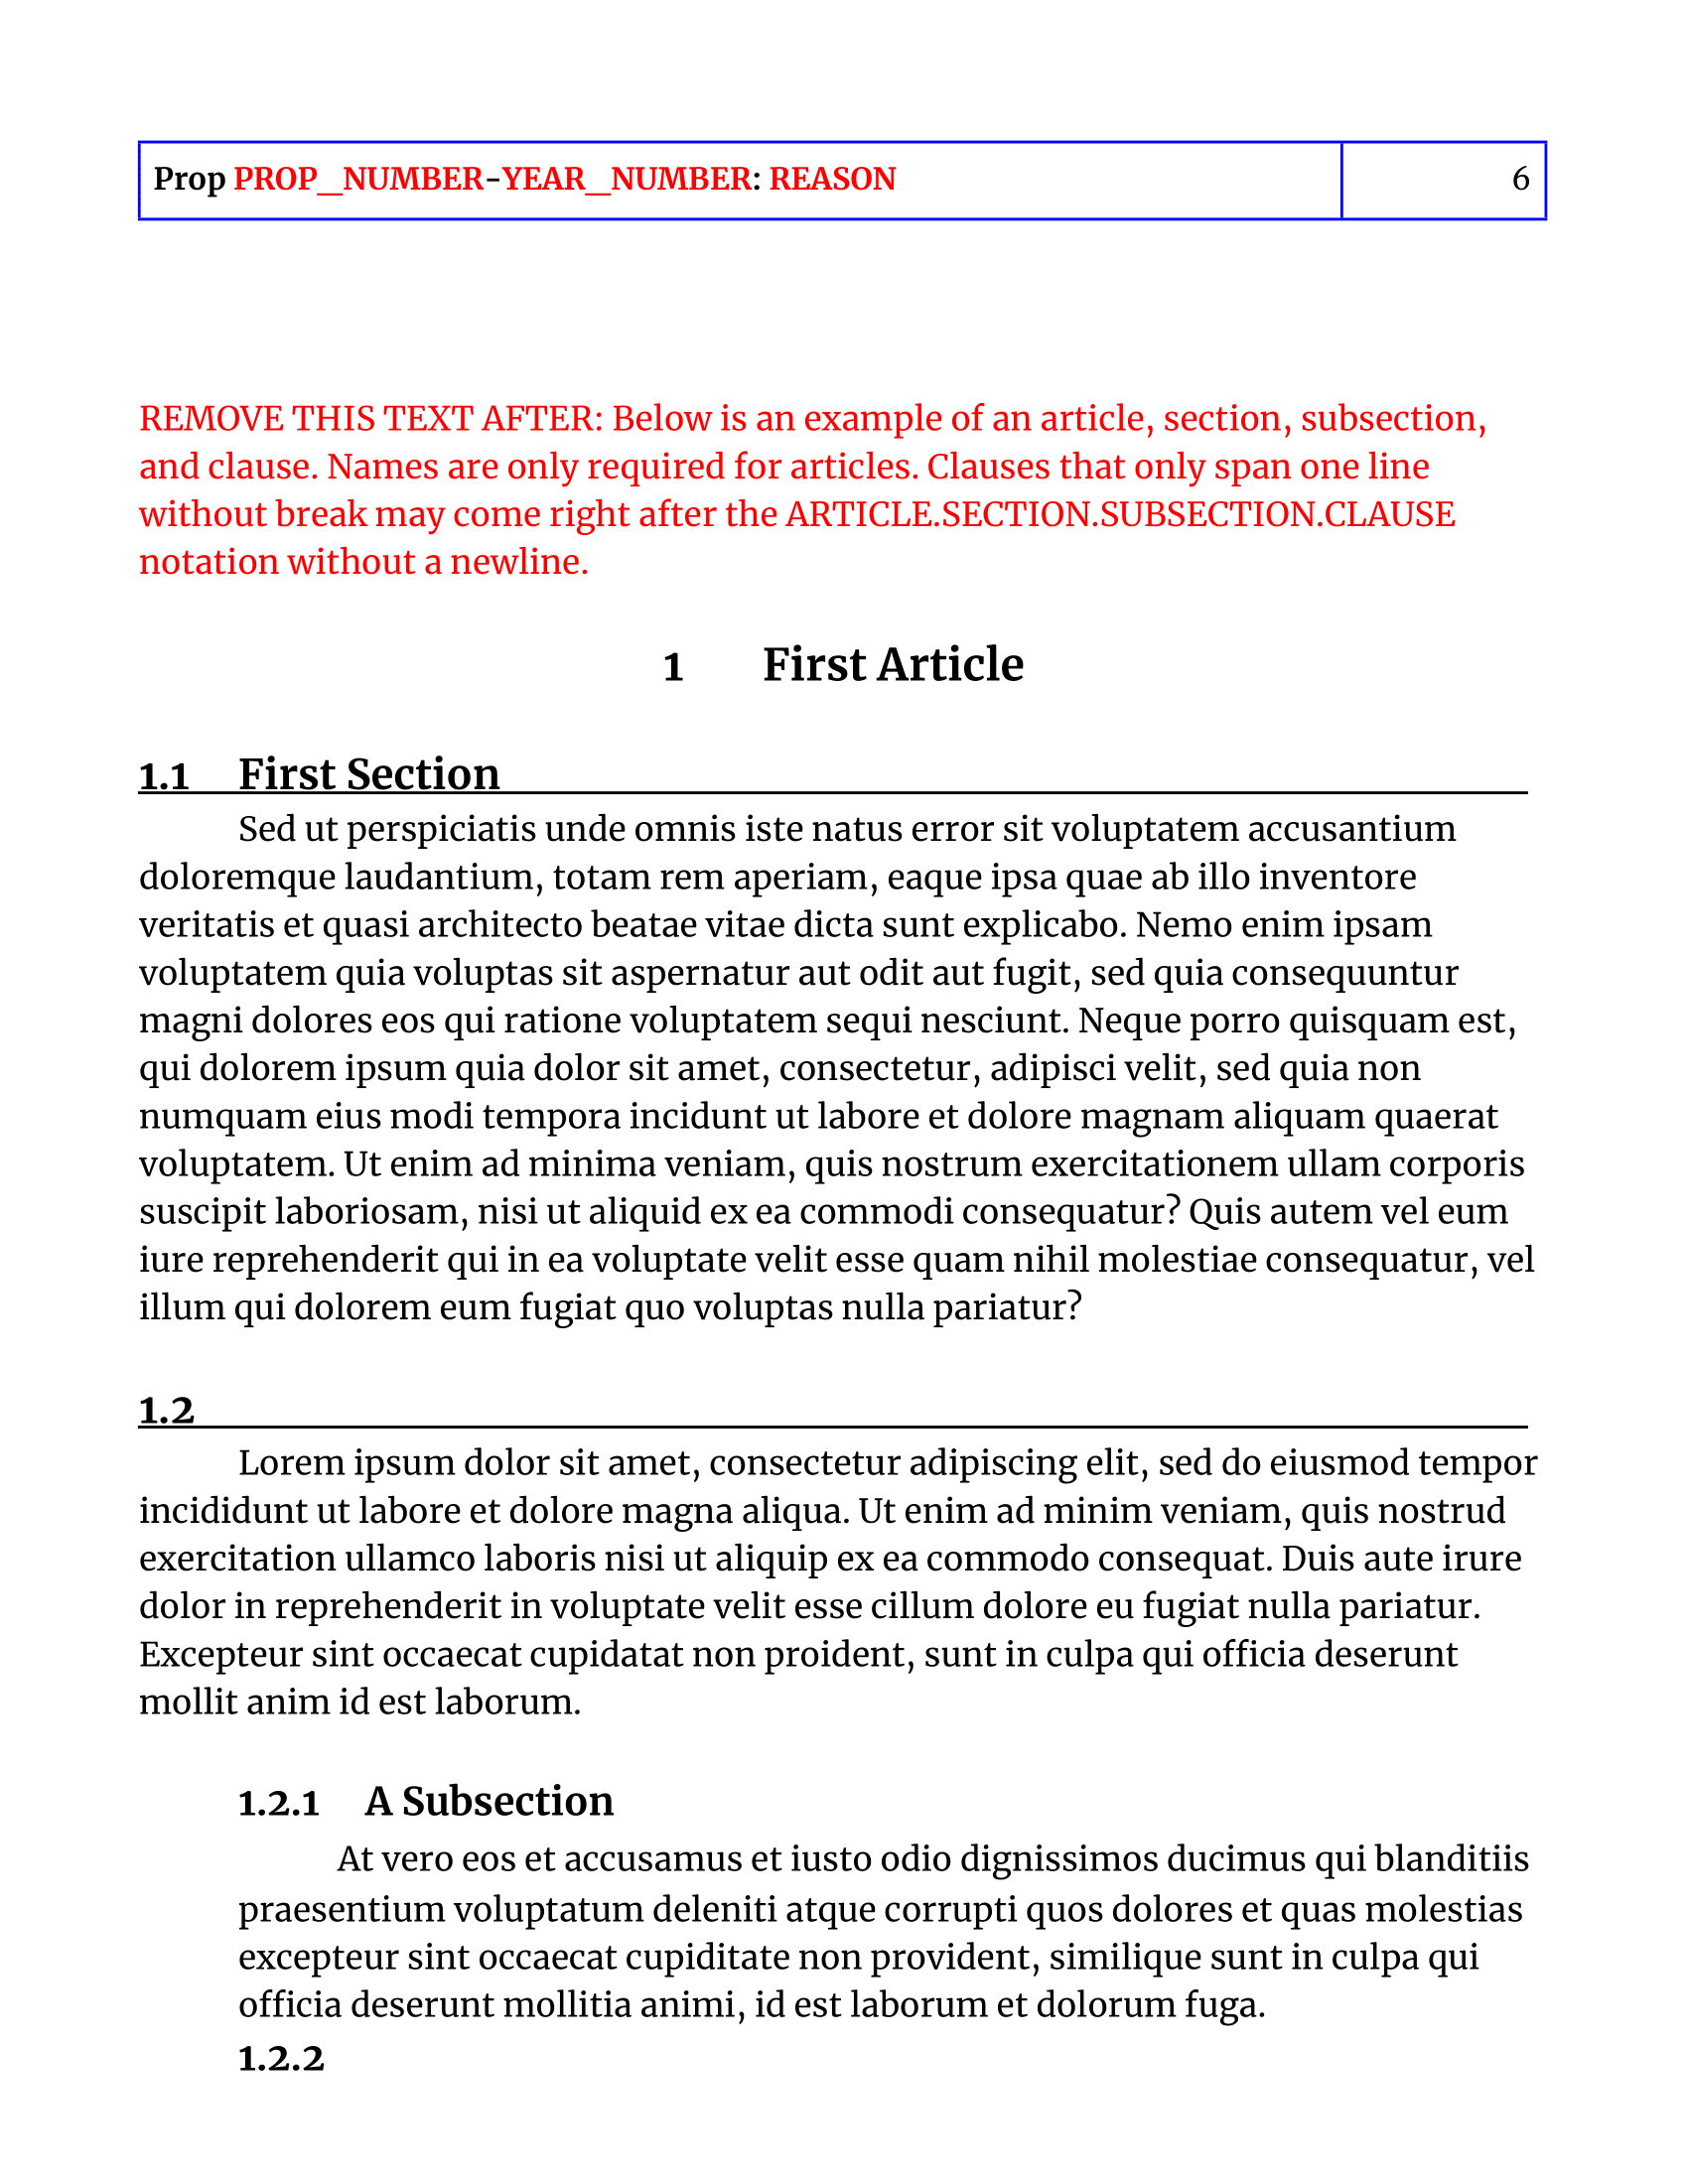 Prop PROP_NUMBER-YEAR_NUMBER: REASON 6
REMOVE THIS TEXT AFTER: Below is an example of an article, section, subsection,
and clause. Names are only required for articles. Clauses that only span one line
without break may come right after the ARTICLE.SECTION.SUBSECTION.CLAUSE
notation without a newline.
1 First Article
1.1 First Section
Sed ut perspiciatis unde omnis iste natus error sit voluptatem accusantium
doloremque laudantium, totam rem aperiam, eaque ipsa quae ab illo inventore
veritatis et quasi architecto beatae vitae dicta sunt explicabo. Nemo enim ipsam
voluptatem quia voluptas sit aspernatur aut odit aut fugit, sed quia consequuntur
magni dolores eos qui ratione voluptatem sequi nesciunt. Neque porro quisquam est,
qui dolorem ipsum quia dolor sit amet, consectetur, adipisci velit, sed quia non
numquam eius modi tempora incidunt ut labore et dolore magnam aliquam quaerat
voluptatem. Ut enim ad minima veniam, quis nostrum exercitationem ullam corporis
suscipit laboriosam, nisi ut aliquid ex ea commodi consequatur? Quis autem vel eum
iure reprehenderit qui in ea voluptate velit esse quam nihil molestiae consequatur, vel
illum qui dolorem eum fugiat quo voluptas nulla pariatur?
1.2
Lorem ipsum dolor sit amet, consectetur adipiscing elit, sed do eiusmod tempor
incididunt ut labore et dolore magna aliqua. Ut enim ad minim veniam, quis nostrud
exercitation ullamco laboris nisi ut aliquip ex ea commodo consequat. Duis aute irure
dolor in reprehenderit in voluptate velit esse cillum dolore eu fugiat nulla pariatur.
Excepteur sint occaecat cupidatat non proident, sunt in culpa qui officia deserunt
mollit anim id est laborum.
1.2.1 A Subsection
At vero eos et accusamus et iusto odio dignissimos ducimus qui blanditiis
praesentium voluptatum deleniti atque corrupti quos dolores et quas molestias
excepteur sint occaecat cupiditate non provident, similique sunt in culpa qui
officia deserunt mollitia animi, id est laborum et dolorum fuga.
1.2.2